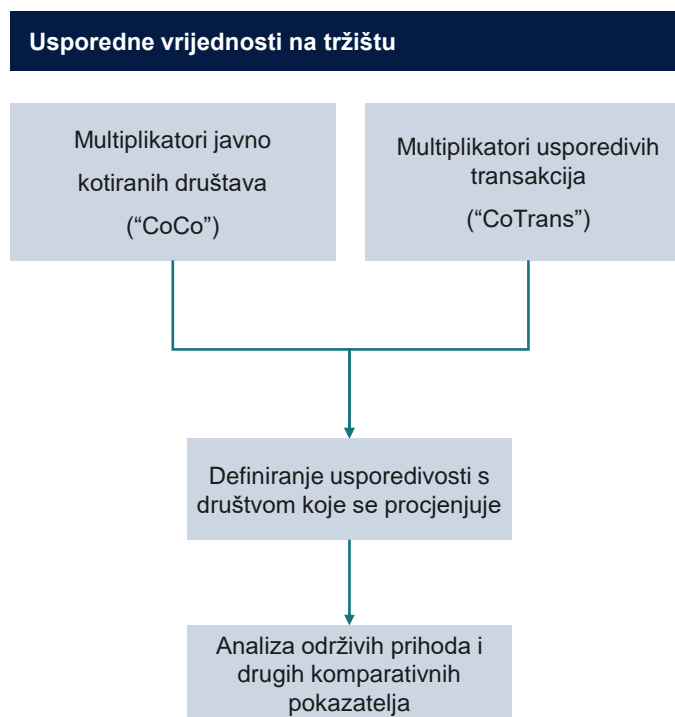 Usporedne vrijednosti na tržištu
Multiplikatori javno
kotiranih društava
(“CoCo”)
Multiplikatori usporedivih
transakcija
(“CoTrans”)
Definiranje usporedivosti s
društvom koje se procjenjuje
Analiza održivih prihoda i
drugih komparativnih
pokazatelja